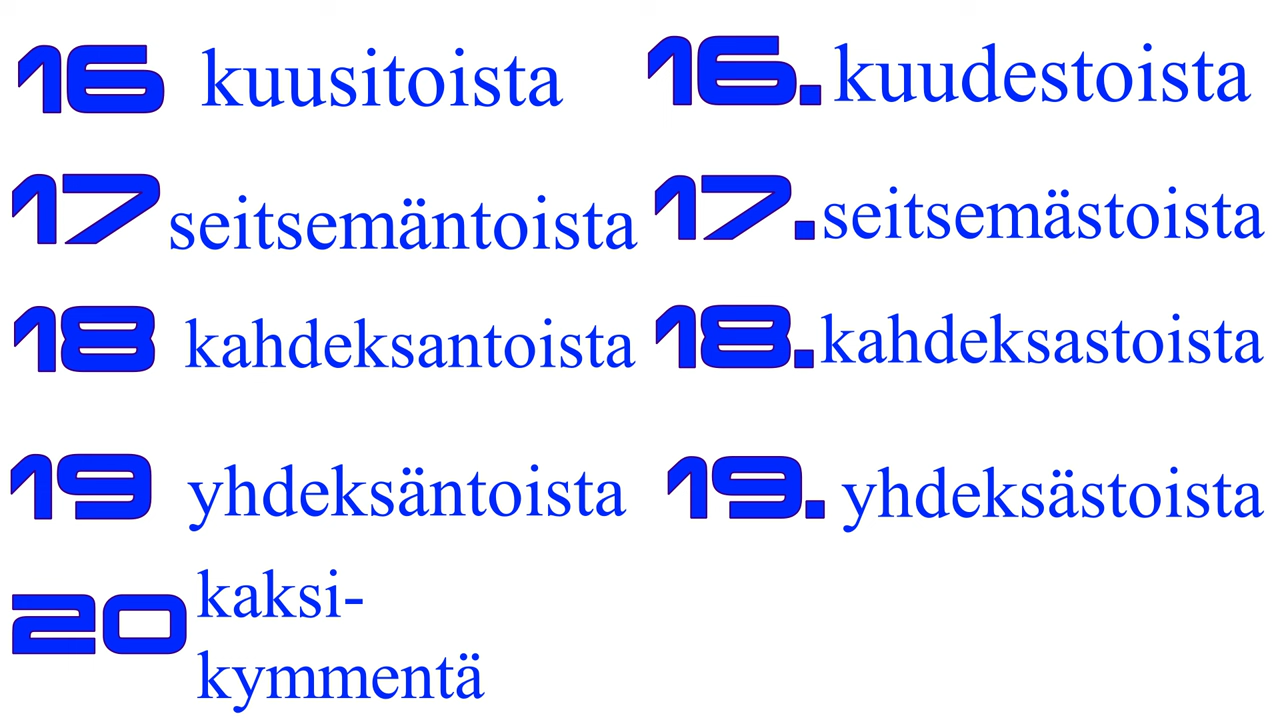 16 kuusitoista 16. kuudestoista
17 seitsemäntoista 17. seitsemästoista
18 kahdeksantoista 18. kahdeksastoista
19 yhdeksäntoista 19. yhdeksästoista
20 kaksi-
kymmentä